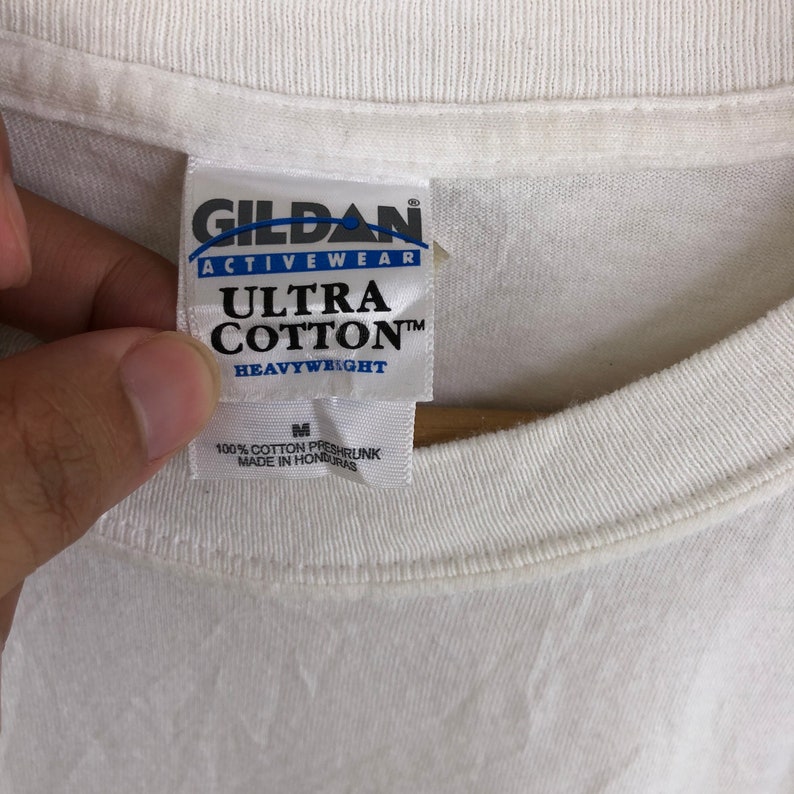 GILDAN®
ACTIVEWEAR
ULTRA
COTTON™
HEAVYWEIGHT
M
100% COTTON PRESHRUNK
MADE IN HONDURAS